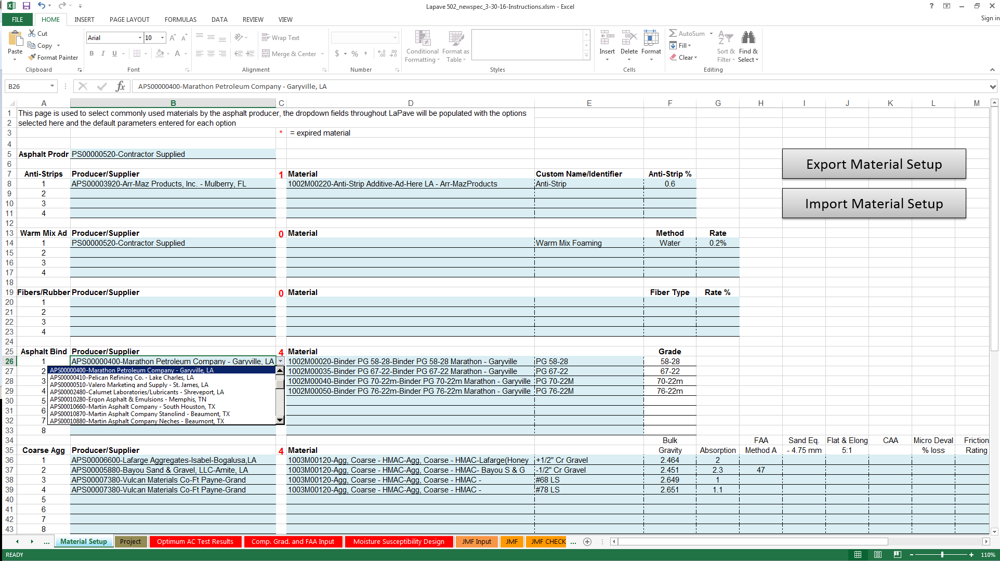 Lapave 502_newspec_3-30-16-Instructions.xlsm - Excel
?
Sign in
FILE HOME INSERT PAGE LAYOUT FORMULAS DATA REVIEW VIEW
Paste
Cut
Copy
Format Painter
Clipboard
Arial 10
B I U A
Font
Wrap Text
Merge & Center
Alignment
$ % ,
Number
Conditional Formatting
Format as Table
Styles
Insert Delete Format
Cells
AutoSum
Fill
Clear
Sort & Filter
Find & Select
Editing
B26 fx APS00000400-Marathon Petroleum Company - Garyville, LA
A B C D E F G H I J K L M
1 This page is used to select commonly used materials by the asphalt producer, the dropdown fields throughout LaPave will be populated with the options
2 selected here and the default parameters entered for each option
3 * = expired material
4
5 Asphalt Prodr PS00000520-Contractor Supplied
Export Material Setup
6
7 Anti-Strips Producer/Supplier 1 Material Custom Name/Identifier Anti-Strip %
8 1 APS00003920-Arr-Maz Products, Inc. - Mulberry, FL 1002M00220-Anti-Strip Additive-Ad-Here LA - Arr-MazProducts Anti-Strip 0.6
9 2
Import Material Setup
10 3
11 4
12
13 Warm Mix Ad Producer/Supplier 0 Material Method Rate
14 1 PS00000520-Contractor Supplied Warm Mix Foaming Water 0.2%
15 2
16 3
17 4
18
19 Fibers/Rubber Producer/Supplier 0 Material Fiber Type Rate %
20 1
21 2
22 3
23 4
24
25 Asphalt Bind Producer/Supplier 4 Material Grade
26 1 APS00000400-Marathon Petroleum Company - Garyville, LA 1002M00020-Binder PG 58-28-Binder PG 58-28 Marathon - Garyville PG 58-28 58-28
27 2 1002M00035-Binder PG 67-22-Binder PG 67-22 Marathon - Garyville PG 67-22 67-22
28 3 1002M00040-Binder PG 70-22m-Binder PG 70-22m Marathon - Garyville PG 70-22M 70-22m
29 4 1002M00050-Binder PG 76-22m-Binder PG 76-22m Marathon - Garyville PG 76-22M 76-22m
30 5
31 6
32 7
33 8
APS00000400-Marathon Petroleum Company - Garyville, LA
APS00000410-Pelican Refining Co. - Lake Charles, LA
APS00000510-Valero Marketing and Supply - St. James, LA
APS00002480-Calumet Laboratories/Lubricants - Shreveport, LA
APS00010280-Ergon Asphalt & Emulsions - Memphis, TN
APS00010660-Martin Asphalt Company - South Houston, TX
APS00010870-Martin Asphalt Company Stanolind - Beaumont, TX
APS00010880-Martin Asphalt Company Neches - Beaumont, TX
34 Bulk FAA Sand Eq. Flat & Elong CAA Micro Deval Friction
35 Coarse Agg Producer/Supplier 4 Material Gravity Absorption Method A - 4.75 mm 5:1 % loss Rating
36 1 APS00006600-Lafarge Aggregates-Isabel-Bogalusa,LA 1003M00120-Agg, Coarse - HMAC-Agg, Coarse - HMAC-Lafarge(Honey +1/2" Cr Gravel 2.464 2
37 2 APS00005880-Bayou Sand & Gravel, LLC-Amite, LA 1003M00120-Agg, Coarse - HMAC-Agg, Coarse - HMAC- Bayou S & G -1/2" Cr Gravel 2.451 2.3 47
38 3 APS00007380-Vulcan Materials Co-Ft Payne-Grand 1003M00120-Agg, Coarse - HMAC-Agg, Coarse - HMAC - #68 LS 2.649 1
39 4 APS00007380-Vulcan Materials Co-Ft Payne-Grand 1003M00120-Agg, Coarse - HMAC-Agg, Coarse - HMAC - #78 LS 2.651 1.1
40 5
41 6
42 7
43 8
... Material Setup Project Optimum AC Test Results Comp. Grad. and FAA Input Moisture Susceptibility Design JMF Input JMF JMF CHECK ...
READY 110%